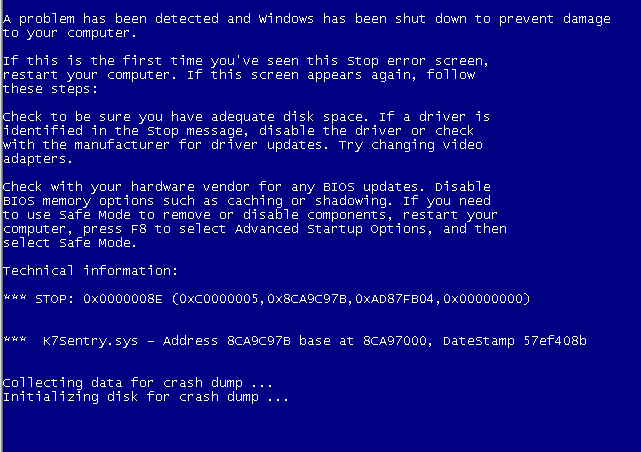 A problem has been detected and Windows has been shut down to prevent damage
to your computer.
If this is the first time you've seen this Stop error screen,
restart your computer. If this screen appears again, follow
these steps:
Check to be sure you have adequate disk space. If a driver is
identified in the Stop message, disable the driver or check
with the manufacturer for driver updates. Try changing video
adapters.
Check with your hardware vendor for any BIOS updates. Disable
BIOS memory options such as caching or shadowing. If you need
to use Safe Mode to remove or disable components, restart your
computer, press F8 to select Advanced Startup Options, and then
select Safe Mode.
Technical information:
*** STOP: 0x0000008E (0xC0000005,0x8CA9C97B,0xAD87FB04,0x00000000)
***  K7Sentry.sys - Address 8CA9C97B base at 8CA97000, DateStamp 57ef408b
Collecting data for crash dump ...
Initializing disk for crash dump ...